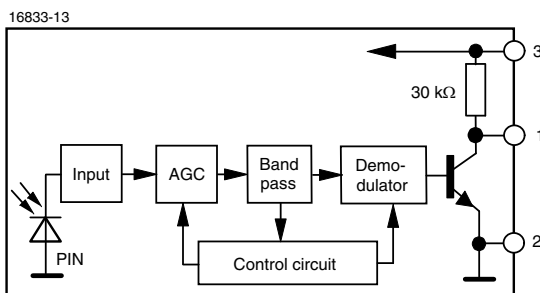 16833-13
3
30 kΩ
1
Input
AGC
Band
pass
Demo-
dulator
2
PIN
Control circuit